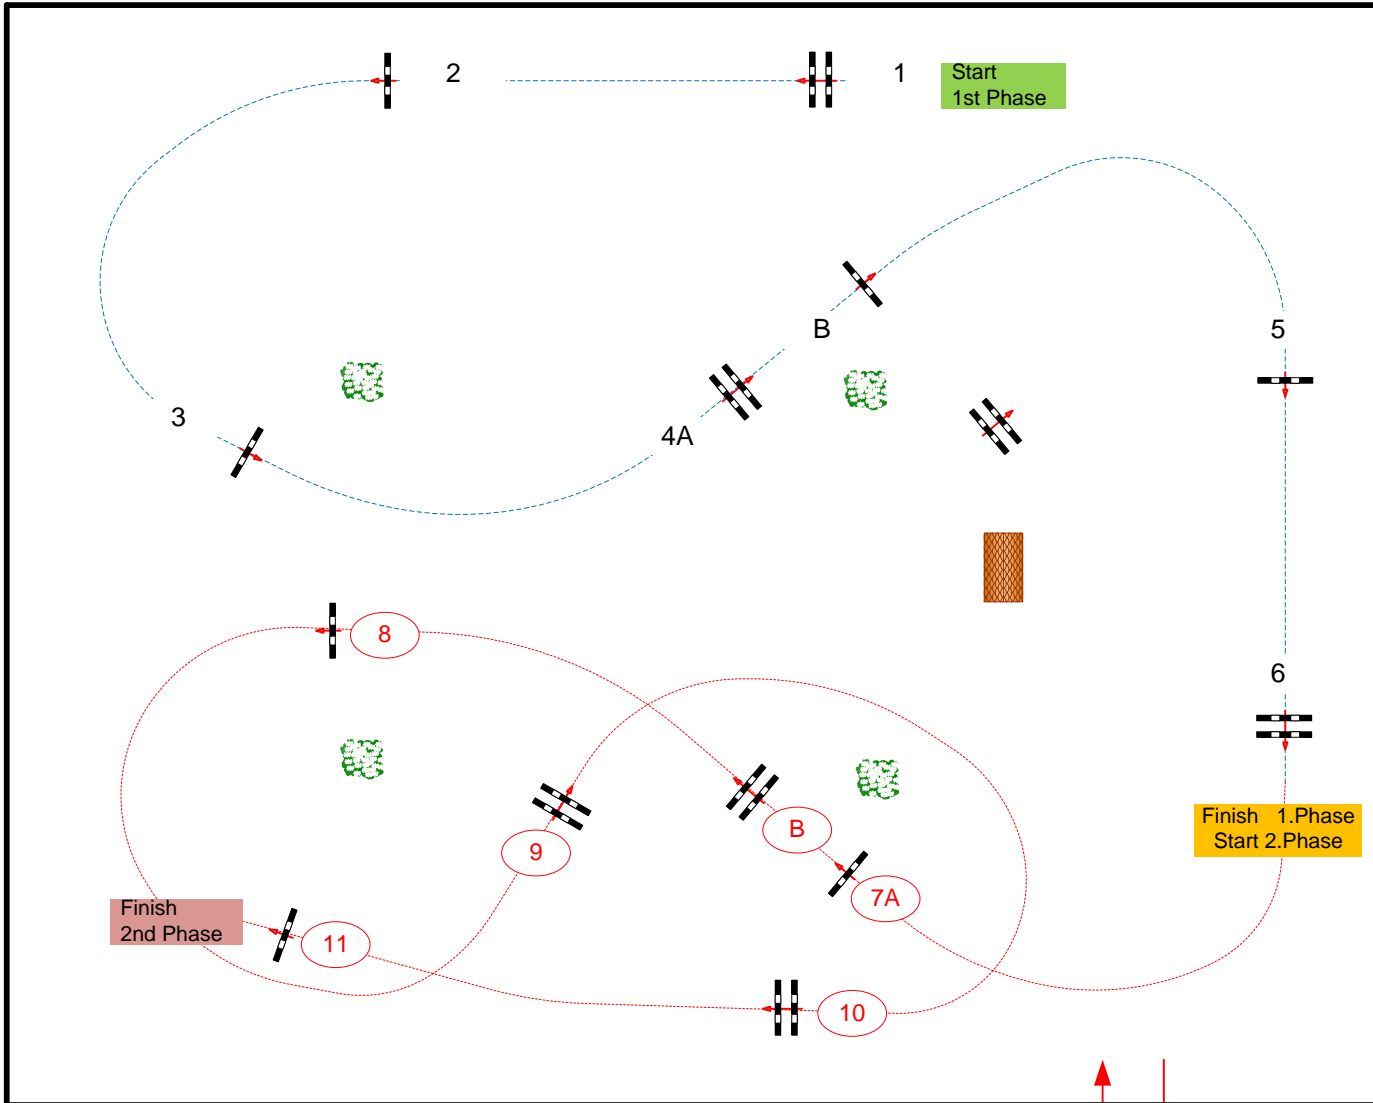 2
1
Start
1st Phase
B
5
3
4A
8
6
Finish 1.Phase
Start 2.Phase
B
9
7A
Finish
2nd Phase
11
10